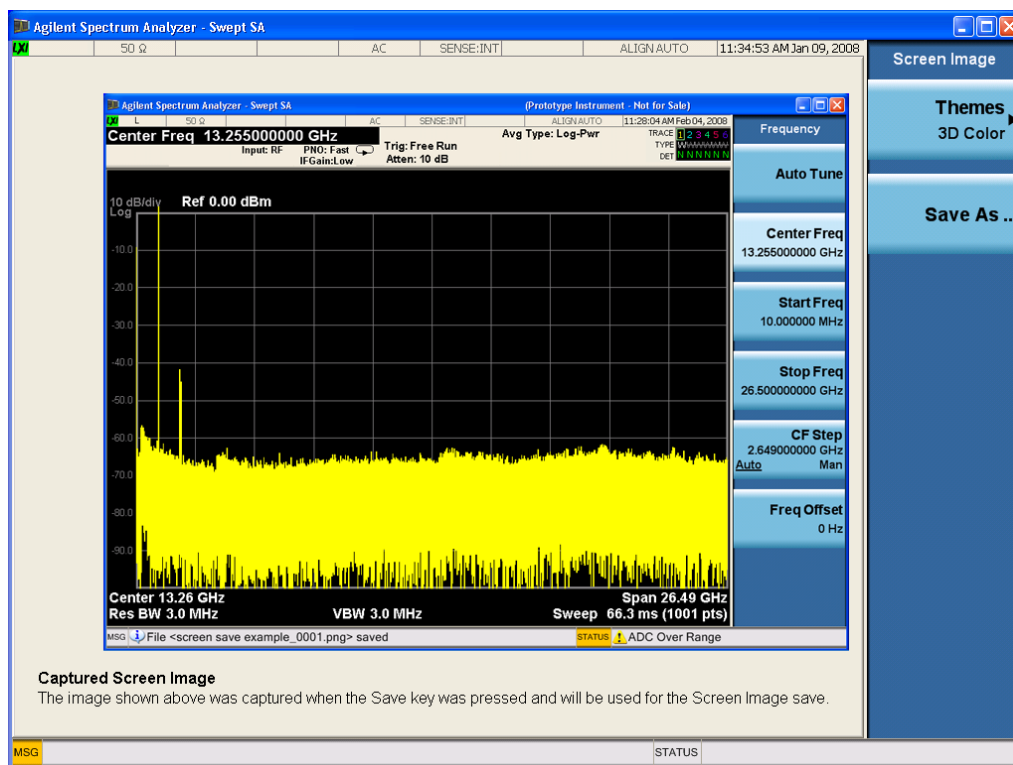 Agilent Spectrum Analyzer - Swept SA
LXI 50 Ω AC SENSE:INT ALIGN AUTO 11:34:53 AM Jan 09, 2008
Screen Image
Themes
3D Color
Save As ..
Agilent Spectrum Analyzer - Swept SA (Prototype Instrument - Not for Sale)
LXI L 50 Ω AC SENSE:INT ALIGNAUTO 11:28:04 AM Feb 04, 2008
Center Freq 13.255000000 GHz
Input: RF PNO: Fast
IFGain:Low
Trig: Free Run
Atten: 10 dB
Avg Type: Log-Pwr
TRACE 1 2 3 4 5 6
TYPE
DET N N N N N N
10 dB/div Ref 0.00 dBm
Log
-10.0
-20.0
-30.0
-40.0
-50.0
-60.0
-70.0
-80.0
-90.0
Center 13.26 GHz Span 26.49 GHz
Res BW 3.0 MHz VBW 3.0 MHz Sweep 66.3 ms (1001 pts)
Frequency
Auto Tune
Center Freq
13.255000000 GHz
Start Freq
10.000000 MHz
Stop Freq
26.500000000 GHz
CF Step
2.649000000 GHz
Auto Man
Freq Offset
0 Hz
MSG File <screen save example_0001.png> saved STATUS ADC Over Range
Captured Screen Image
The image shown above was captured when the Save key was pressed and will be used for the Screen Image save.
MSG STATUS